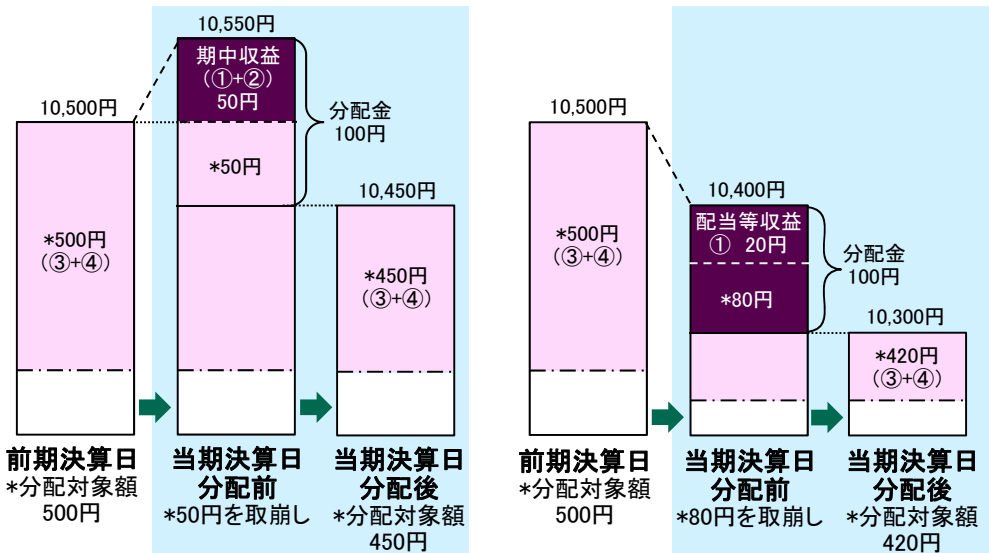 10,550円
期中収益
(①+②)
50円
10,500円
分配金
100円
*50円
10,450円
*500円
(③+④)
*450円
(③+④)
前期決算日
*分配対象額
500円
当期決算日
分配前
*50円を取崩し
当期決算日
分配後
*分配対象額
450円
10,500円
10,400円
配当等収益
① 20円
*500円
(③+④)
分配金
100円
*80円
10,300円
*420円
(③+④)
前期決算日
*分配対象額
500円
当期決算日
分配前
*80円を取崩し
当期決算日
分配後
*分配対象額
420円